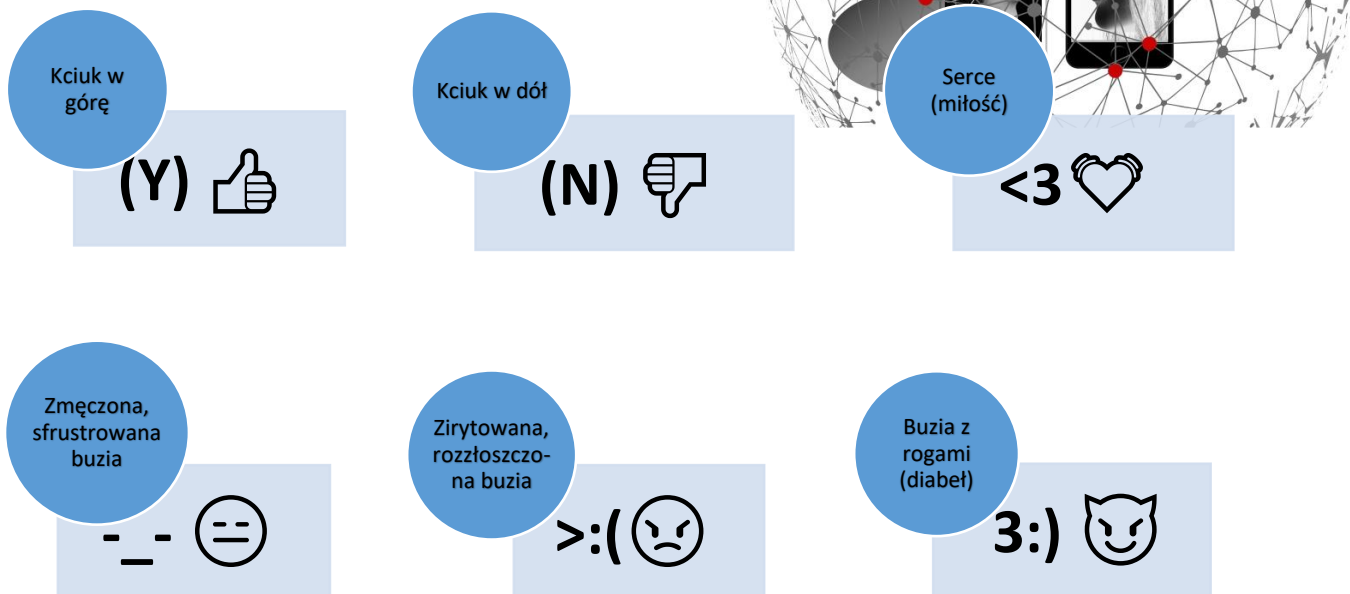 Kciuk w
górę
(Y)
Kciuk w dół
(N)
Serce
(miłość)
<3
Zmęczona,
sfrustrowana
buzia
-_-
Zirytowana,
rozzłoszczo-
na buzia
>:(
Buzia z
rogami
(diabeł)
3:)